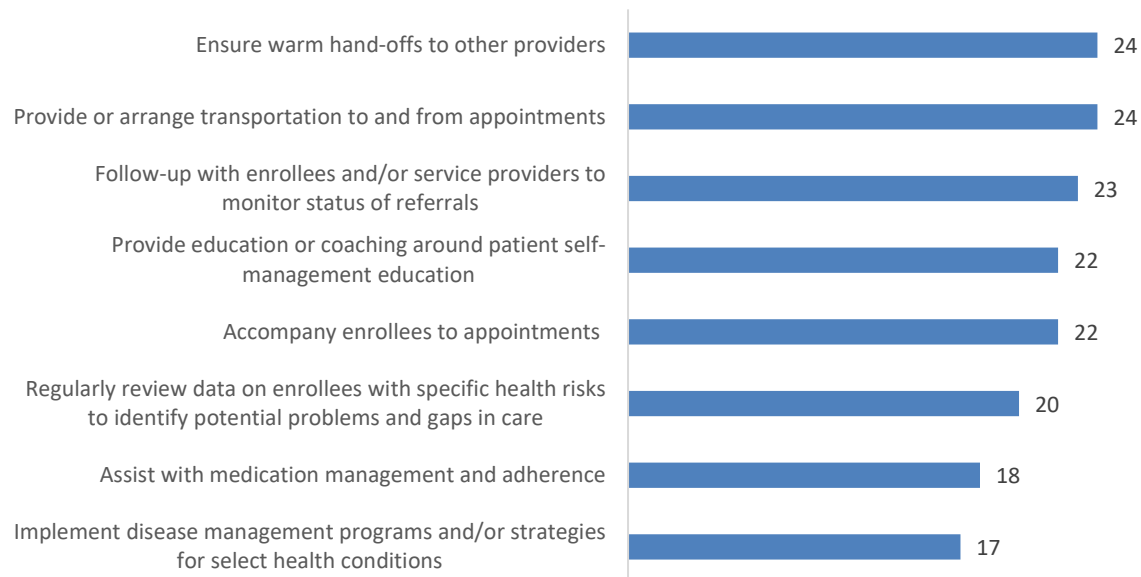 Ensure warm hand-offs to other providers
24
Provide or arrange transportation to and from appointments
24
Follow-up with enrollees and/or service providers to
monitor status of referrals
23
Provide education or coaching around patient self-
management education
22
Accompany enrollees to appointments
22
Regularly review data on enrollees with specific health risks
to identify potential problems and gaps in care
20
Assist with medication management and adherence
18
Implement disease management programs and/or strategies
for select health conditions
17